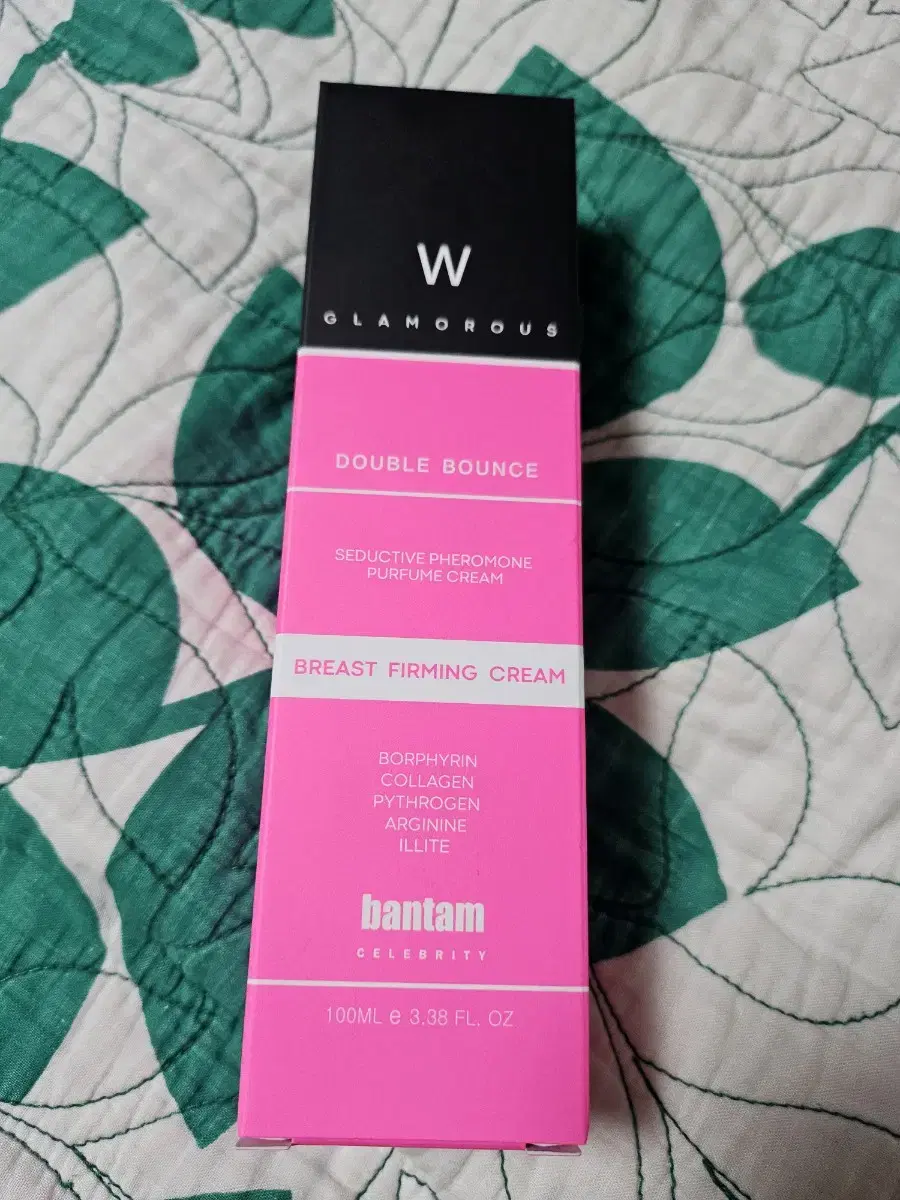 W
GLAMOROUS
DOUBLE BOUNCE
SEDUCTIVE PHEROMONE
PURFUME CREAM
BREAST FIRMING CREAM
BORPHYRIN
COLLAGEN
PYTHROGEN
ARGININE
ILLITE
bantam
CELEBRITY
100ML e 3.38 FL. OZ